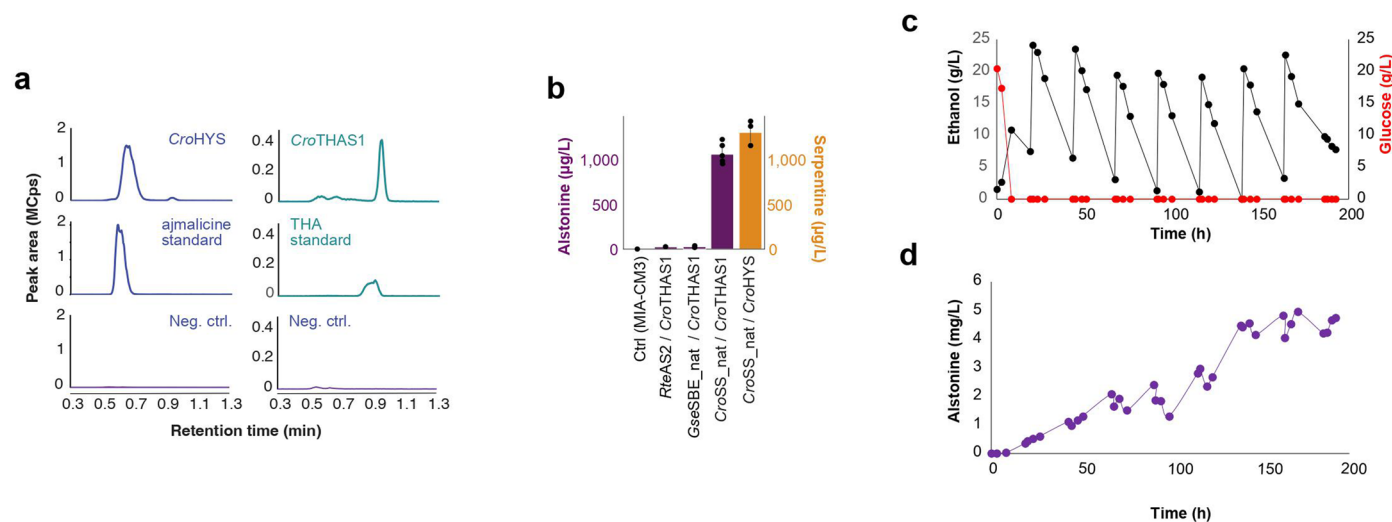 a
Peak area (MCps)
2
1
0
CroHYS
0.4
0.2
0
CroTHAS1
2
1
0
ajmalicine
standard
0.4
0.2
0
THA
standard
2
1
0
Neg. ctrl.
0.4
0.2
0
Neg. ctrl.
0.3 0.5 0.9 1.1 1.3
0.3 0.5 0.9 1.1 1.3
Retention time (min)
b
Alstonine (µg/L)
1,000
500
0
1,000
500
0
Serpentine (µg/L)
Ctrl (MIA-CM3)
RteAS2 / CroTHAS1
GseSBE_nat / CroTHAS1
CroSS_nat / CroTHAS1
CroSS_nat / CroHYS
c
Ethanol (g/L)
25
20
15
10
5
0
25
20
15
10
5
0
Glucose (g/L)
0 50 100 150 200
Time (h)
d
Alstonine (mg/L)
6
5
4
3
2
1
0
0 50 100 150 200
Time (h)